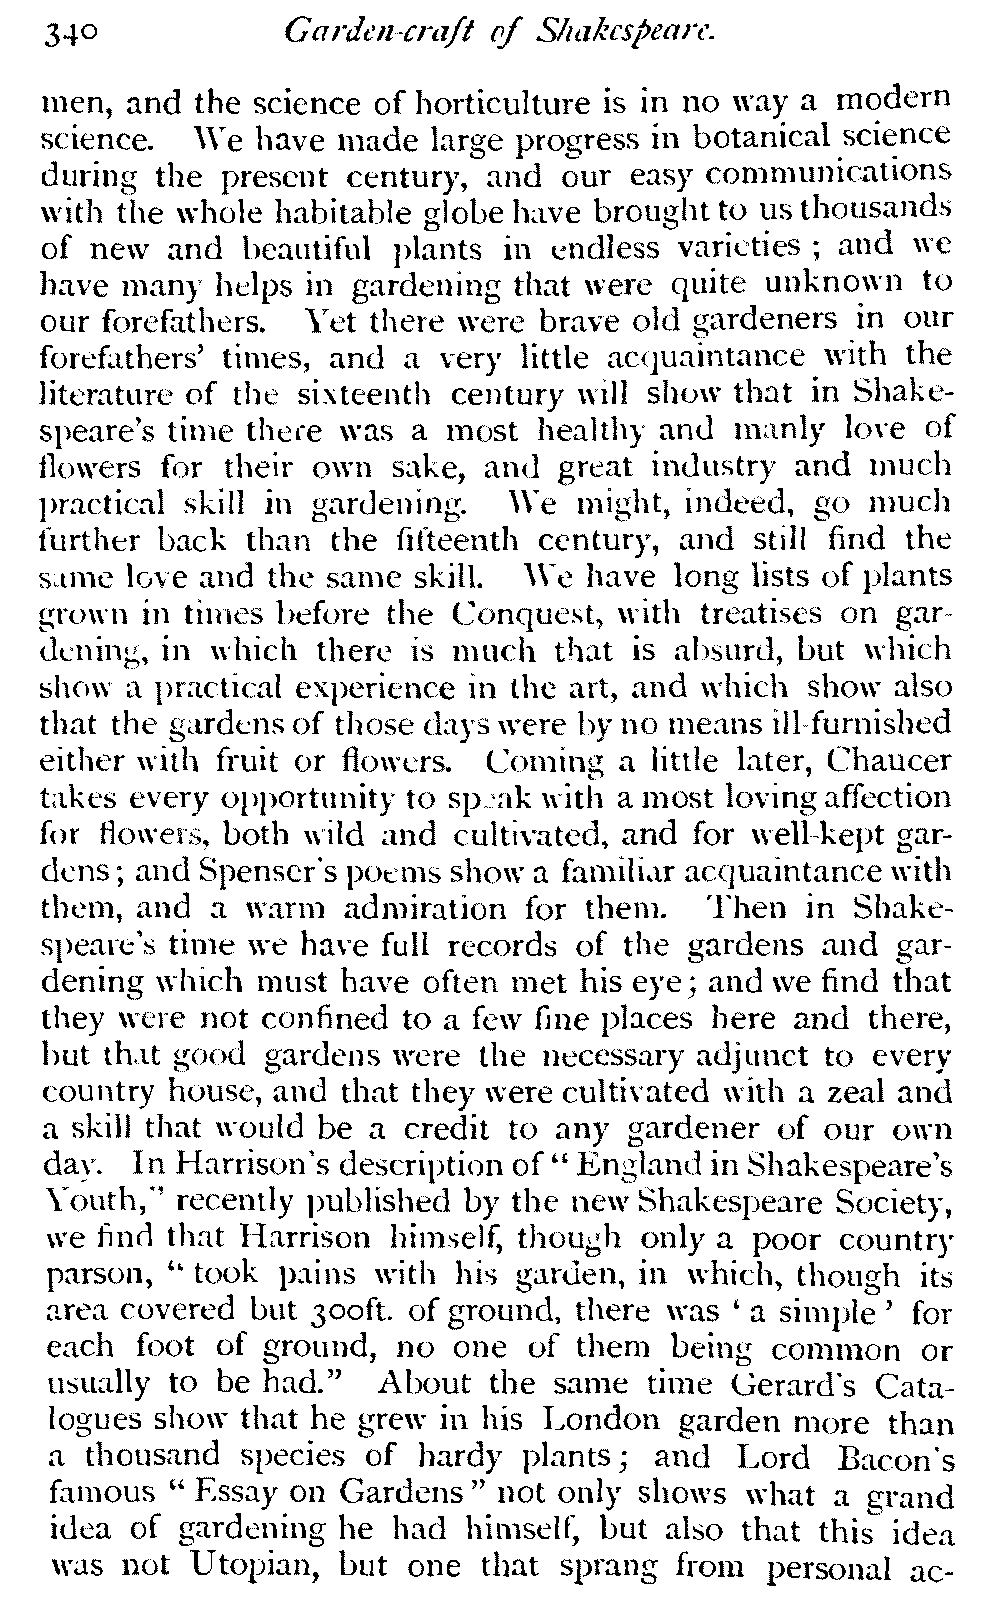 340 Garden-craft of Shakespeare.
men, and the science of horticulture is in no way a modern
science. We have made large progress in botanical science
during the present century, and our easy communications
with the whole habitable globe have brought to us thousands
of new and beautiful plants in endless varieties ; and we
have many helps in gardening that were quite unknown to
our forefathers. Yet there were brave old gardeners in our
forefathers' times, and a very little acquaintance with the
literature of the sixteenth century will show that in Shake-
speare's time there was a most healthy and manly love of
flowers for their own sake, and great industry and much
practical skill in gardening. We might, indeed, go much
further back than the fifteenth century, and still find the
same love and the same skill. We have long lists of plants
grown in times before the Conquest, with treatises on gar-
dening, in which there is much that is absurd, but which
show a practical experience in the art, and which show also
that the gardens of those days were by no means ill-furnished
either with fruit or flowers. Coming a little later, Chaucer
takes every opportunity to speak with a most loving affection
for flowers, both wild and cultivated, and for well-kept gar-
dens ; and Spenser's poems show a familiar acquaintance with
them, and a warm admiration for them. Then in Shake-
speare's time we have full records of the gardens and gar-
dening which must have often met his eye ; and we find that
they were not confined to a few fine places here and there,
but that good gardens were the necessary adjunct to every
country house, and that they were cultivated with a zeal and
a skill that would be a credit to any gardener of our own
day. In Harrison's description of " England in Shakespeare's
Youth," recently published by the new Shakespeare Society,
we find that Harrison himself, though only a poor country
parson, " took pains with his garden, in which, though its
area covered but 300ft. of ground, there was ' a simple ' for
each foot of ground, no one of them being common or
usually to be had." About the same time Gerard's Cata-
logues show that he grew in his London garden more than
a thousand species of hardy plants ; and Lord Bacon's
famous " Essay on Gardens " not only shows what a grand
idea of gardening he had himself, but also that this idea
was not Utopian, but one that sprang from personal ac-